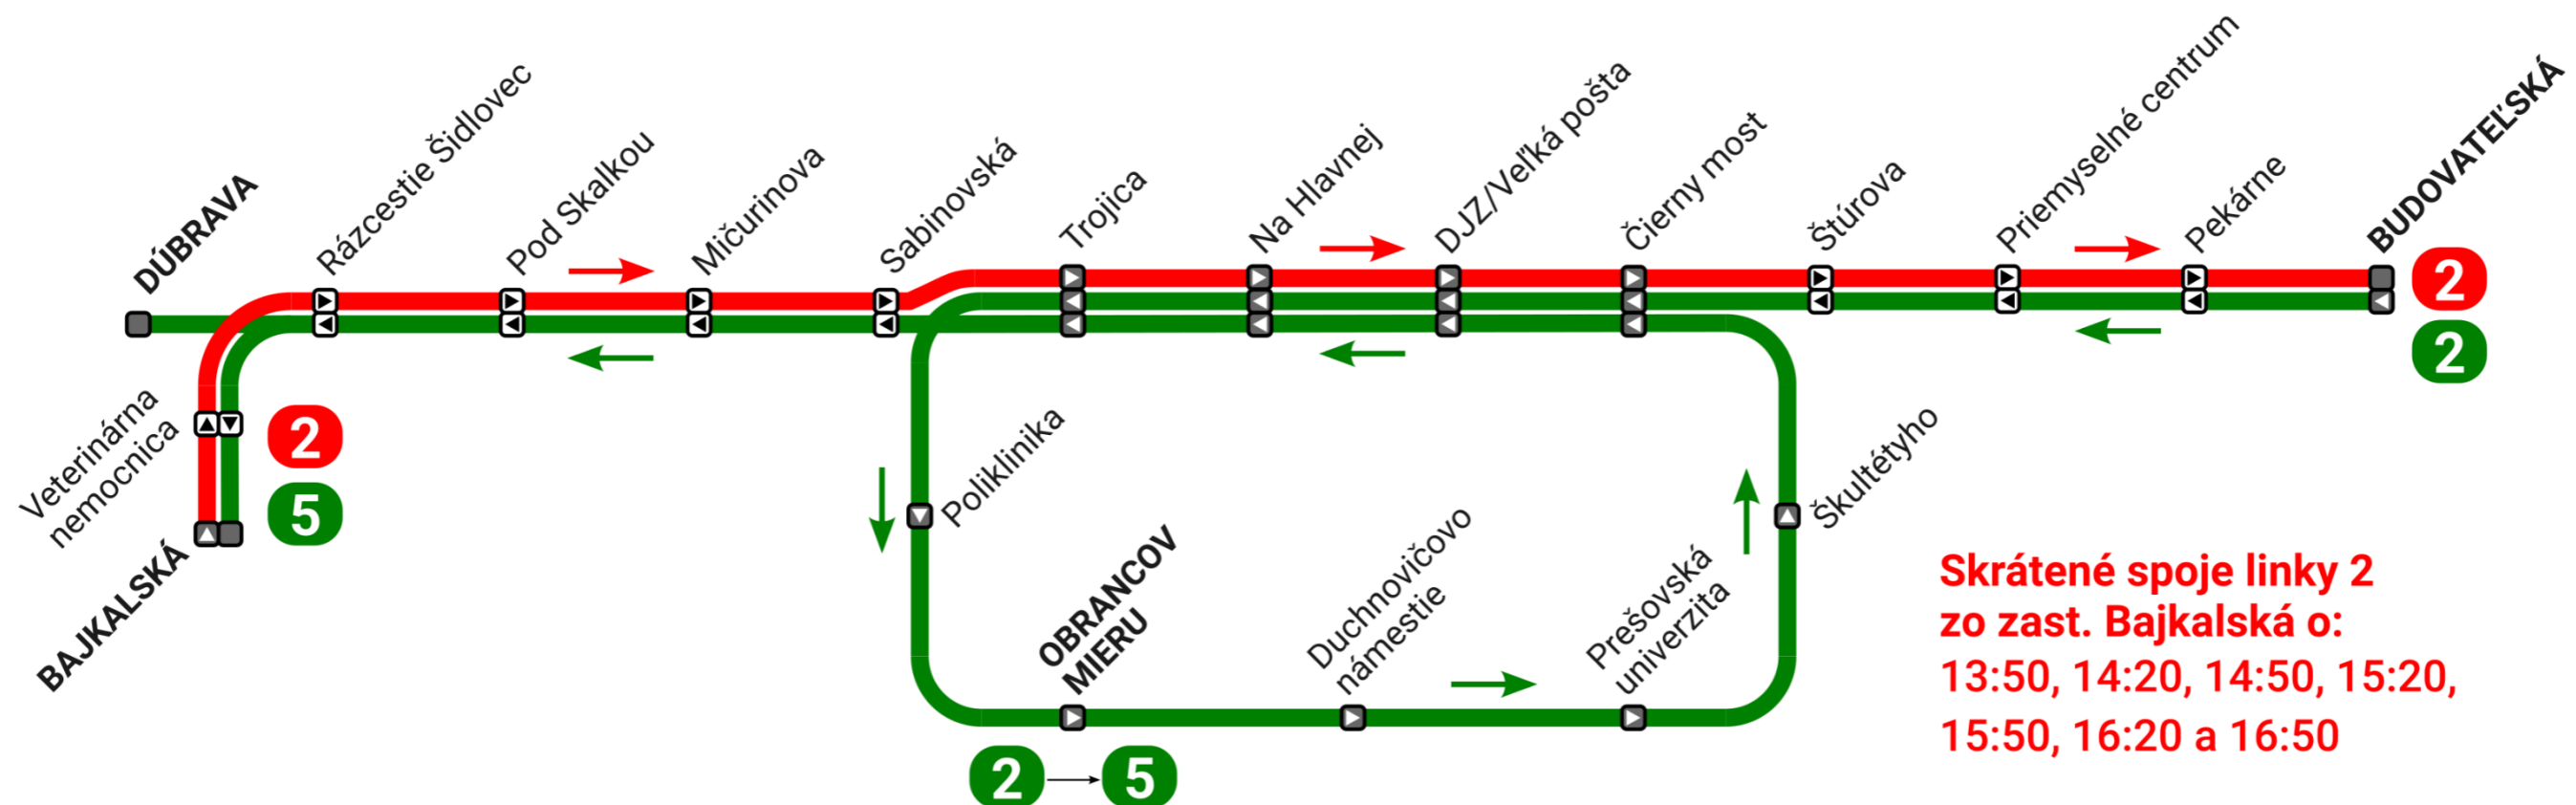 DÚBRAVA
Rázcestie Šidlovec
Pod Skalkou
Mičurinova
Sabinovská
Trojica
Na Hlavnej
DJZ/Veľká pošta
Čierny most
Štúrova
Priemyselné centrum
Pekárne
BUDOVATEĽSKÁ
2
2
Veterinárna
nemocnica
BAJKALSKÁ
2
5
Poliklinika
OBRANCOV
MIERU
Duchnovičovo
námestie
Prešovská
univerzita
Škultétyho
2
5
Skrátené spoje linky 2
zo zast. Bajkalská o:
13:50, 14:20, 14:50, 15:20,
15:50, 16:20 a 16:50